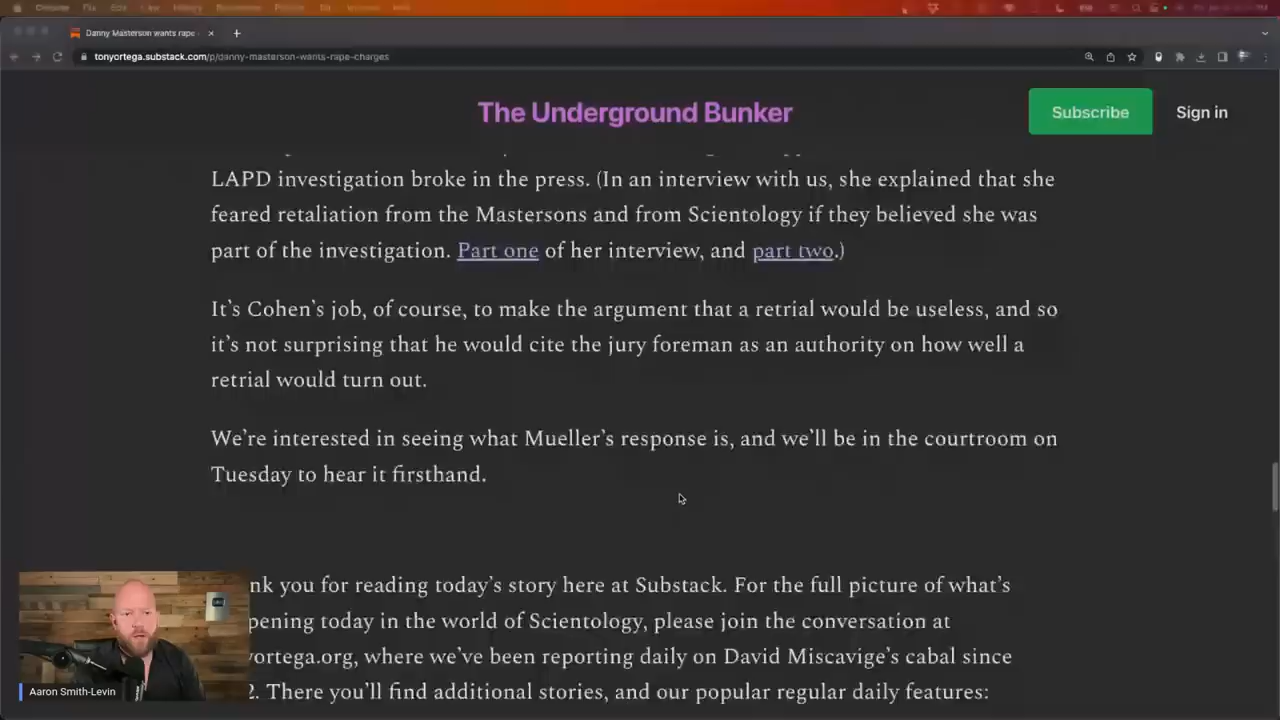 Danny Masterson wants rape
tonyortega.substack.com/p/danny-masterson-wants-rape-charges
The Underground Bunker
Subscribe
Sign in
LAPD investigation broke in the press. (In an interview with us, she explained that she
feared retaliation from the Mastersons and from Scientology if they believed she was
part of the investigation. Part one of her interview, and part two.)
It's Cohen's job, of course, to make the argument that a retrial would be useless, and so
it's not surprising that he would cite the jury foreman as an authority on how well a
retrial would turn out.
We're interested in seeing what Mueller's response is, and we'll be in the courtroom on
Tuesday to hear it firsthand.
nk you for reading today's story here at Substack. For the full picture of what's
pening today in the world of Scientology, please join the conversation at
ortega.org, where we've been reporting daily on David Miscavige's cabal since
2. There you'll find additional stories, and our popular regular daily features:
Aaron Smith-Levin